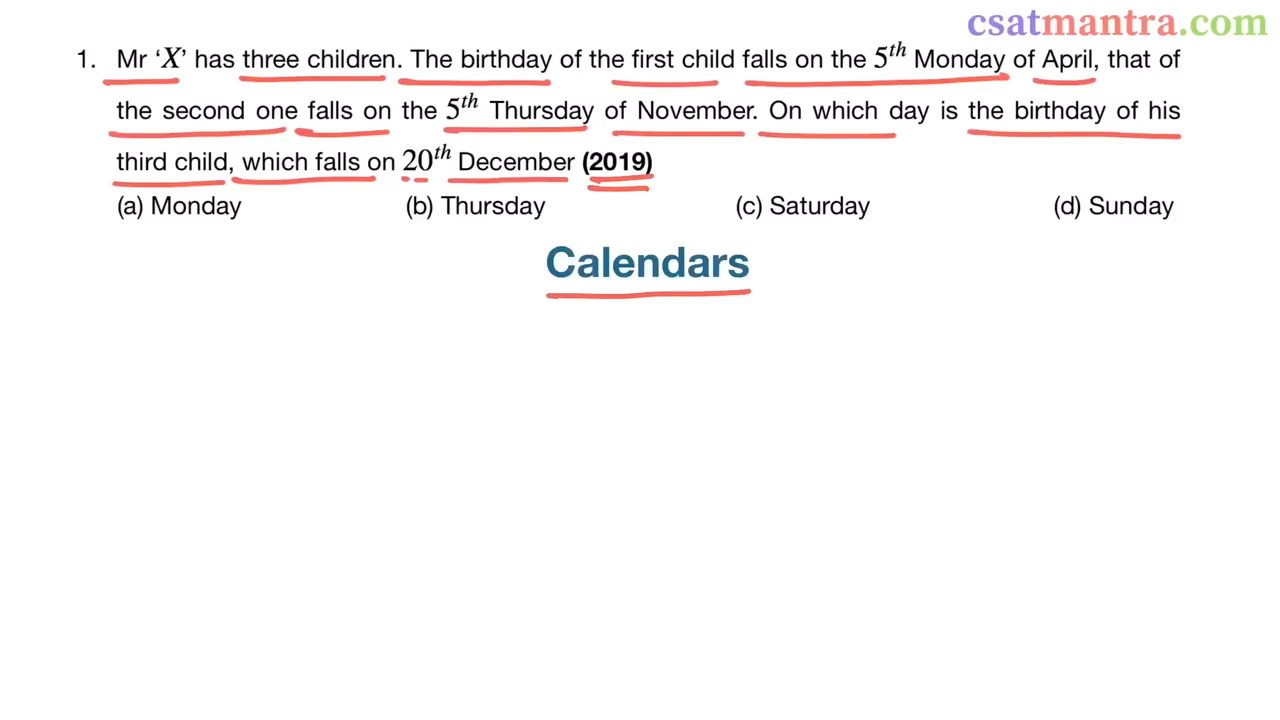 csatmantra.com
1. Mr ‘X’ has three children. The birthday of the first child falls on the 5th Monday of April, that of
the second one falls on the 5th Thursday of November. On which day is the birthday of his
third child, which falls on 20th December (2019)
(a) Monday (b) Thursday (c) Saturday (d) Sunday
Calendars